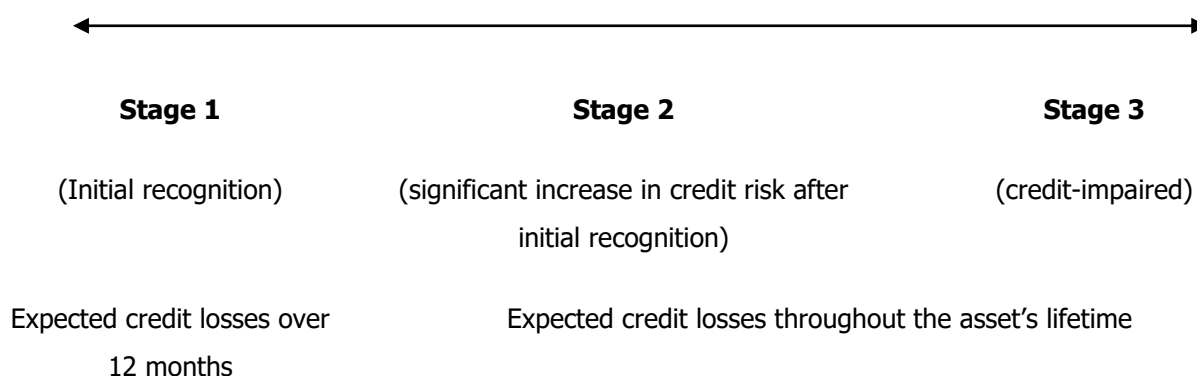 Stage 1
Stage 2
Stage 3
(Initial recognition)
(significant increase in credit risk after
initial recognition)
(credit-impaired)
Expected credit losses over
12 months
Expected credit losses throughout the asset's lifetime